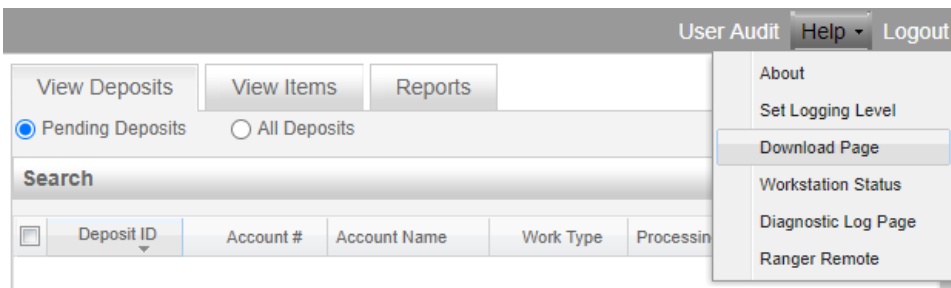 User Audit Help Logout
View Deposits View Items Reports
Pending Deposits All Deposits
Search
Deposit ID Account # Account Name Work Type Processin
About
Set Logging Level
Download Page
Workstation Status
Diagnostic Log Page
Ranger Remote